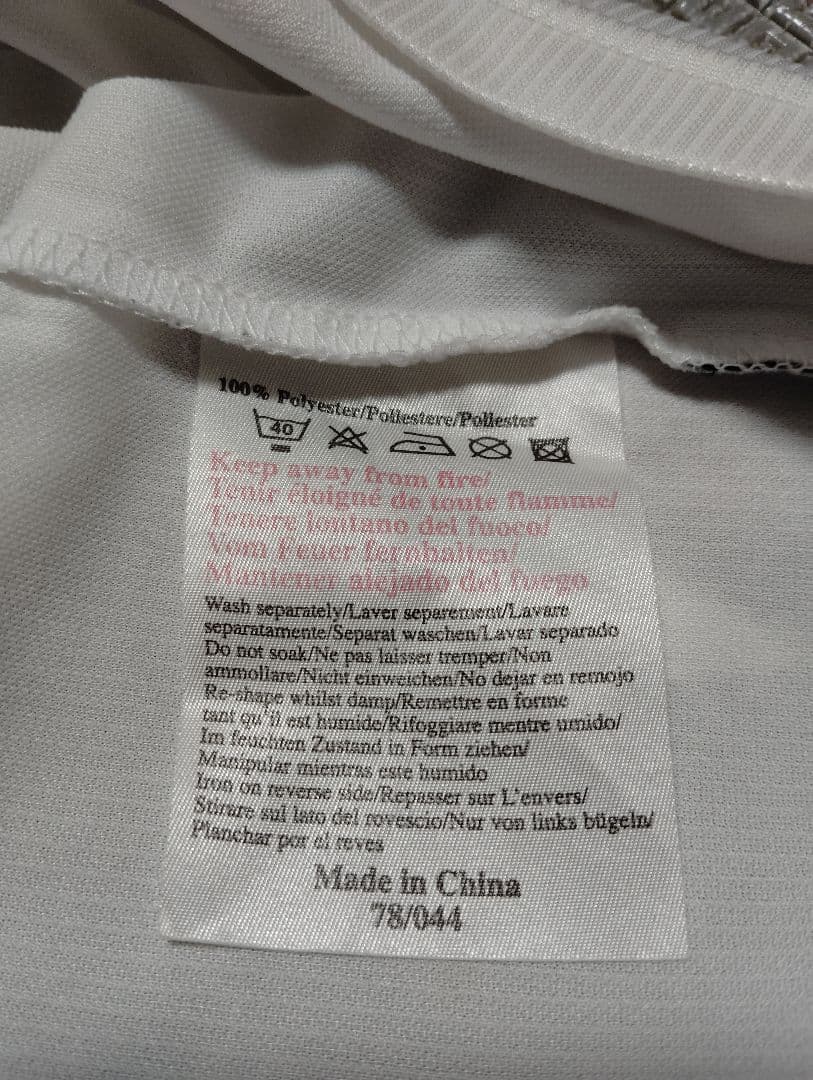 100% Polyester/Poliestere/Poliester
40
Keep away from fire/
Tenir éloigné de toute flamme/
Tenere lontano del fuoco/
Vom Feuer fernhalten/
Mantener alejado del fuego
Wash separately/Laver separement/Lavare
separatamente/Separat waschen/Lavar separado
Do not soak/Ne pas laisser tremper/Non
ammollare/Nicht einweichen/No dejar en remojo
Re-shape whilst damp/Remettre en forme
tant qu'il est humide/Rifoggiare mentre umido/
Im feuchten Zustand in Form ziehen/
Manipular mientras este humido
Iron on reverse side/Repasser sur L'envers/
Stirare sul lato del rovescio/Nur von links bügeln/
Planchar por el reves
Made in China
78/044